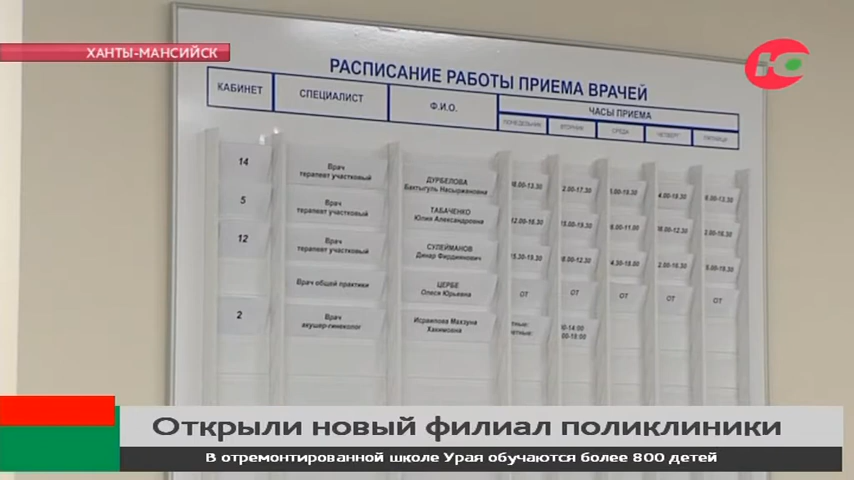 ХАНТЫ-МАНСИЙСК
Ю
РАСПИСАНИЕ РАБОТЫ ПРИЕМА ВРАЧЕЙ
КАБИНЕТ СПЕЦИАЛИСТ Ф.И.О. ЧАСЫ ПРИЕМА
ПОНЕДЕЛЬНИК ВТОРНИК СРЕДА ЧЕТВЕРГ ПЯТНИЦА
14 Врач
терапевт участковый
ДУРБЕЛОВА
Бактыгуль Насыржановна
5 Врач
терапевт участковый
ТАБАЧЕНКО
Юлия Александровна
12 Врач
терапевт участковый
СУЛЕЙМАНОВ
Динар
Врач общей практики
ЦЕРБЕ
Олеся Юрьевна
ОТ ОТ ОТ ОТ ОТ
2 Врач
акушер-гинеколог
Исраилова Махзуна
Хакимовна
Открыли новый филиал поликлиники
В отремонтированной школе Урая обучаются более 800 детей